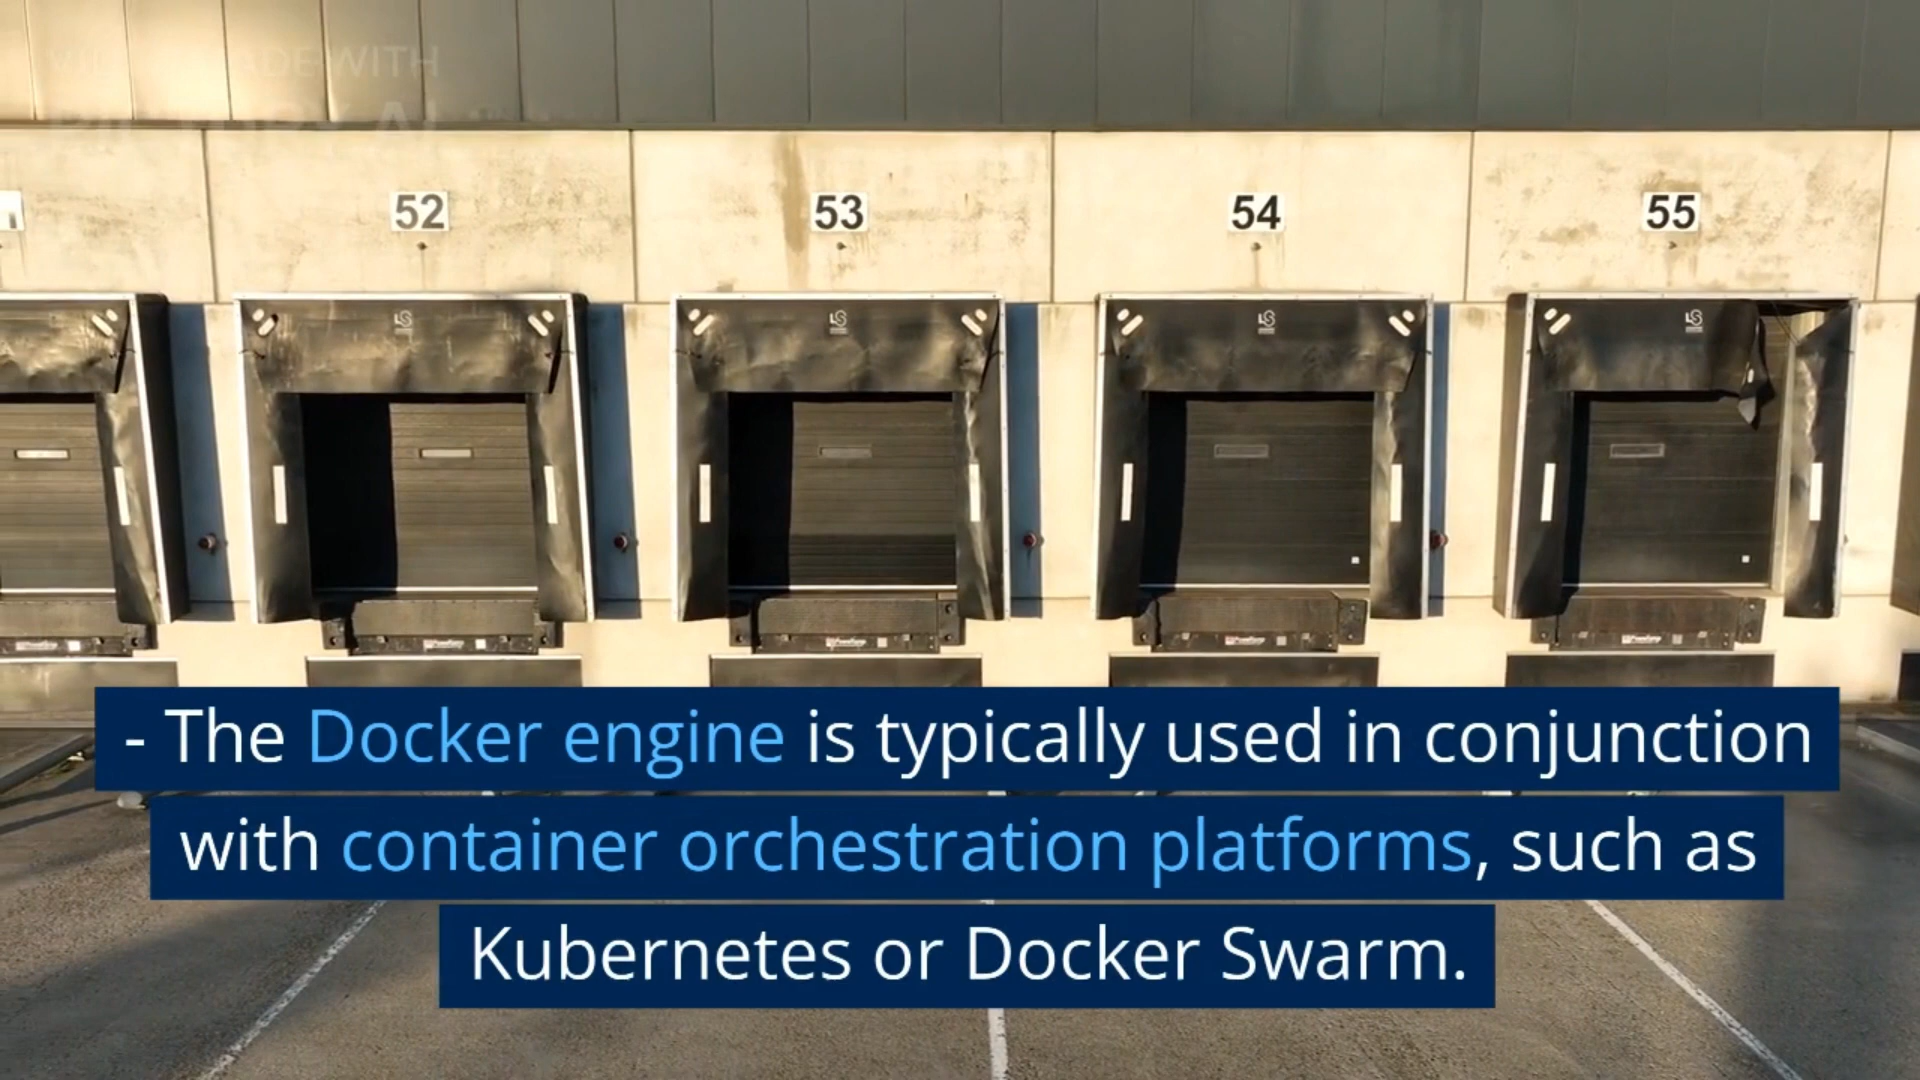 52
53
54
55
- The Docker engine is typically used in conjunction
with container orchestration platforms, such as
Kubernetes or Docker Swarm.